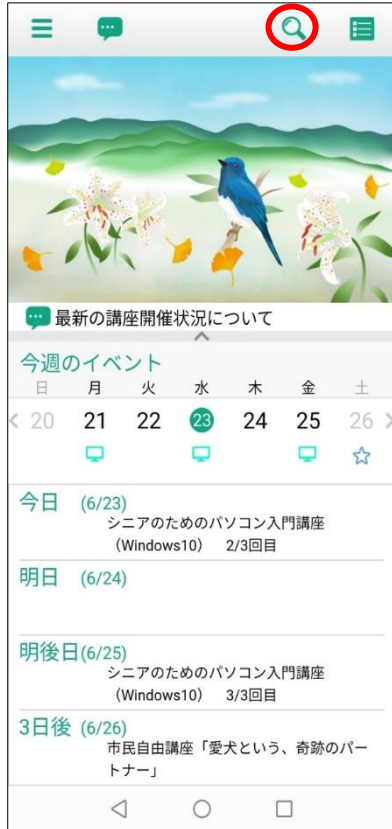 最新の講座開催状況について
今週のイベント
日 月 火 水 木 金 土
20 21 22 23 24 25 26
今日 (6/23)
シニアのためのパソコン入門講座
（Windows10） 2/3回目
明日 (6/24)
明後日(6/25)
シニアのためのパソコン入門講座
（Windows10） 3/3回目
3日後 (6/26)
市民自由講座「愛犬という、奇跡のパー
トナー」